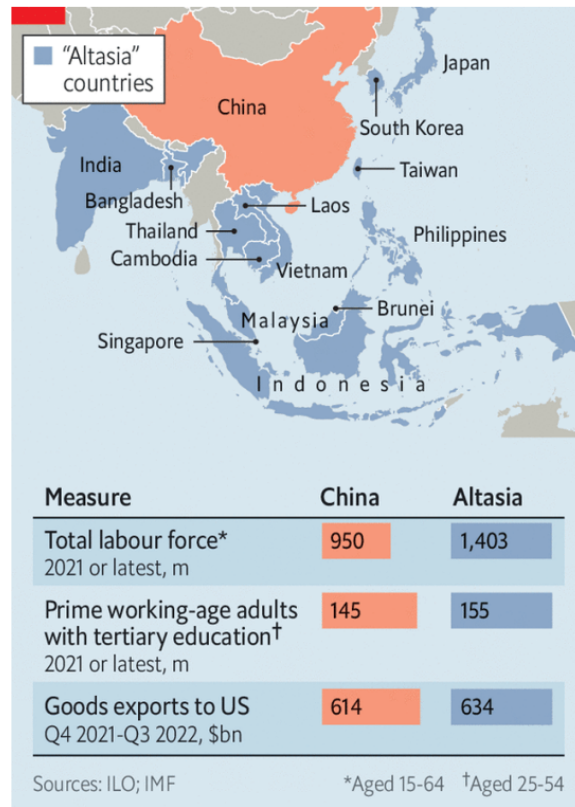 “Altasia”
countries
Japan
China
South Korea
India
Taiwan
Bangladesh
Laos
Thailand
Philippines
Cambodia
Vietnam
Malaysia
Brunei
Singapore
Indonesia
Measure China Altasia
Total labour force* 950 1,403
2021 or latest, m
Prime working-age adults 145 155
with tertiary education†
2021 or latest, m
Goods exports to US 614 634
Q4 2021-Q3 2022, $bn
Sources: ILO; IMF *Aged 15-64 †Aged 25-54